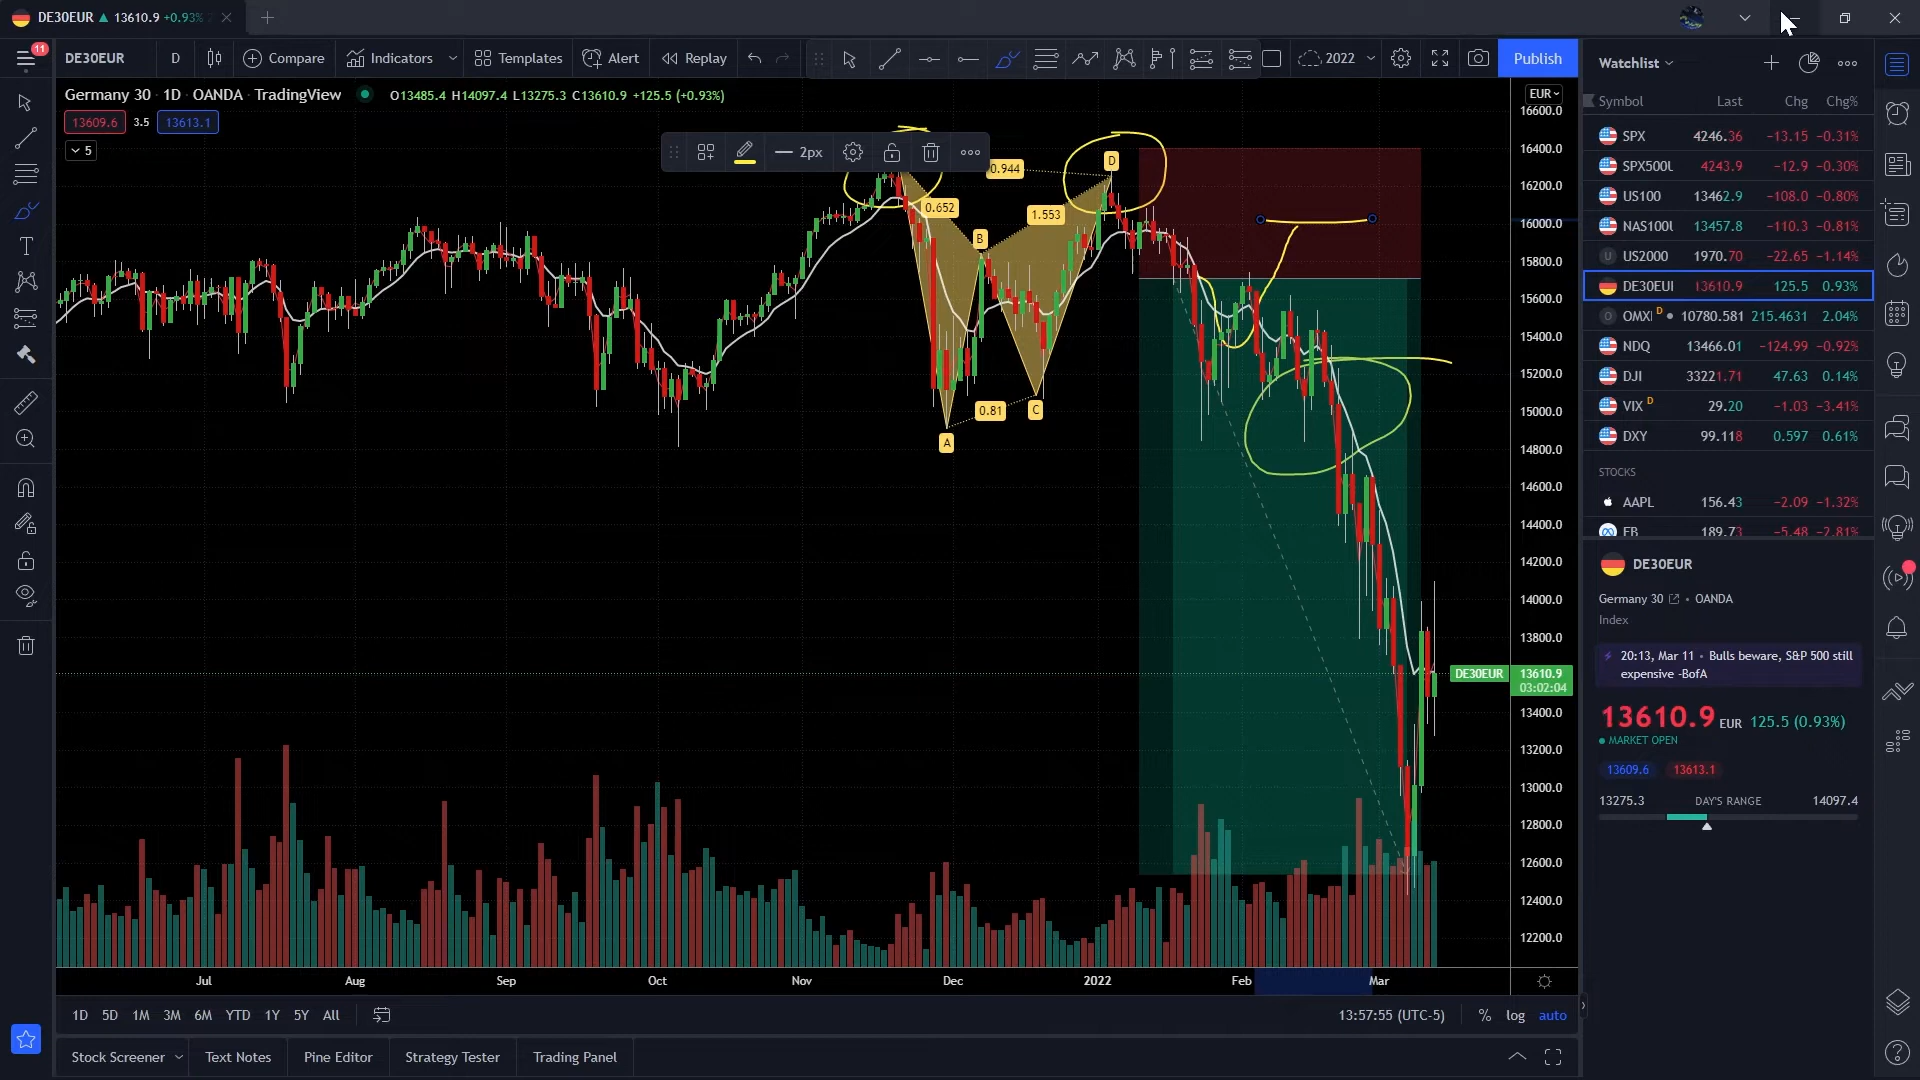 DE30EUR ▲ 13610.9 +0.93%
11
DE30EUR D Compare Indicators Templates Alert Replay 2022 Publish
Germany 30 · 1D · OANDA · TradingView O13485.4 H14097.4 L13275.3 C13610.9 +125.5 (+0.93%)
13609.6 3.5 13613.1
5
2px
0.944
D
0.652
1.553
B
0.81
C
A
EUR
16600.0
16400.0
16200.0
16000.0
15800.0
15600.0
15400.0
15200.0
15000.0
14800.0
14600.0
14400.0
14200.0
14000.0
13800.0
DE30EUR 13610.9
03:02:04
13400.0
13200.0
13000.0
12800.0
12600.0
12400.0
12200.0
Jul Aug Sep Oct Nov Dec 2022 Feb Mar
1D 5D 1M 3M 6M YTD 1Y 5Y All
13:57:55 (UTC-5) % log auto
Stock Screener Text Notes Pine Editor Strategy Tester Trading Panel
Watchlist
Symbol Last Chg Chg%
SPX 4246.36 −13.15 −0.31%
SPX500U 4243.9 −12.9 −0.30%
US100 13462.9 −108.0 −0.80%
NAS100U 13457.8 −110.3 −0.81%
U US2000 1970.70 −22.65 −1.14%
DE30EUI 13610.9 125.5 0.93%
O OMXI D 10780.581 215.4631 2.04%
NDQ 13466.01 −124.99 −0.92%
DJI 33221.71 47.63 0.14%
VIX D 29.20 −1.03 −3.41%
DXY 99.118 0.597 0.61%
STOCKS
AAPL 156.43 −2.09 −1.32%
FB 189.73 −5.48 −2.81%
DE30EUR
Germany 30 • OANDA
Index
20:13, Mar 11 • Bulls beware, S&P 500 still
expensive -BofA
13610.9 EUR 125.5 (0.93%)
MARKET OPEN
13609.6 13613.1
13275.3 DAY'S RANGE 14097.4